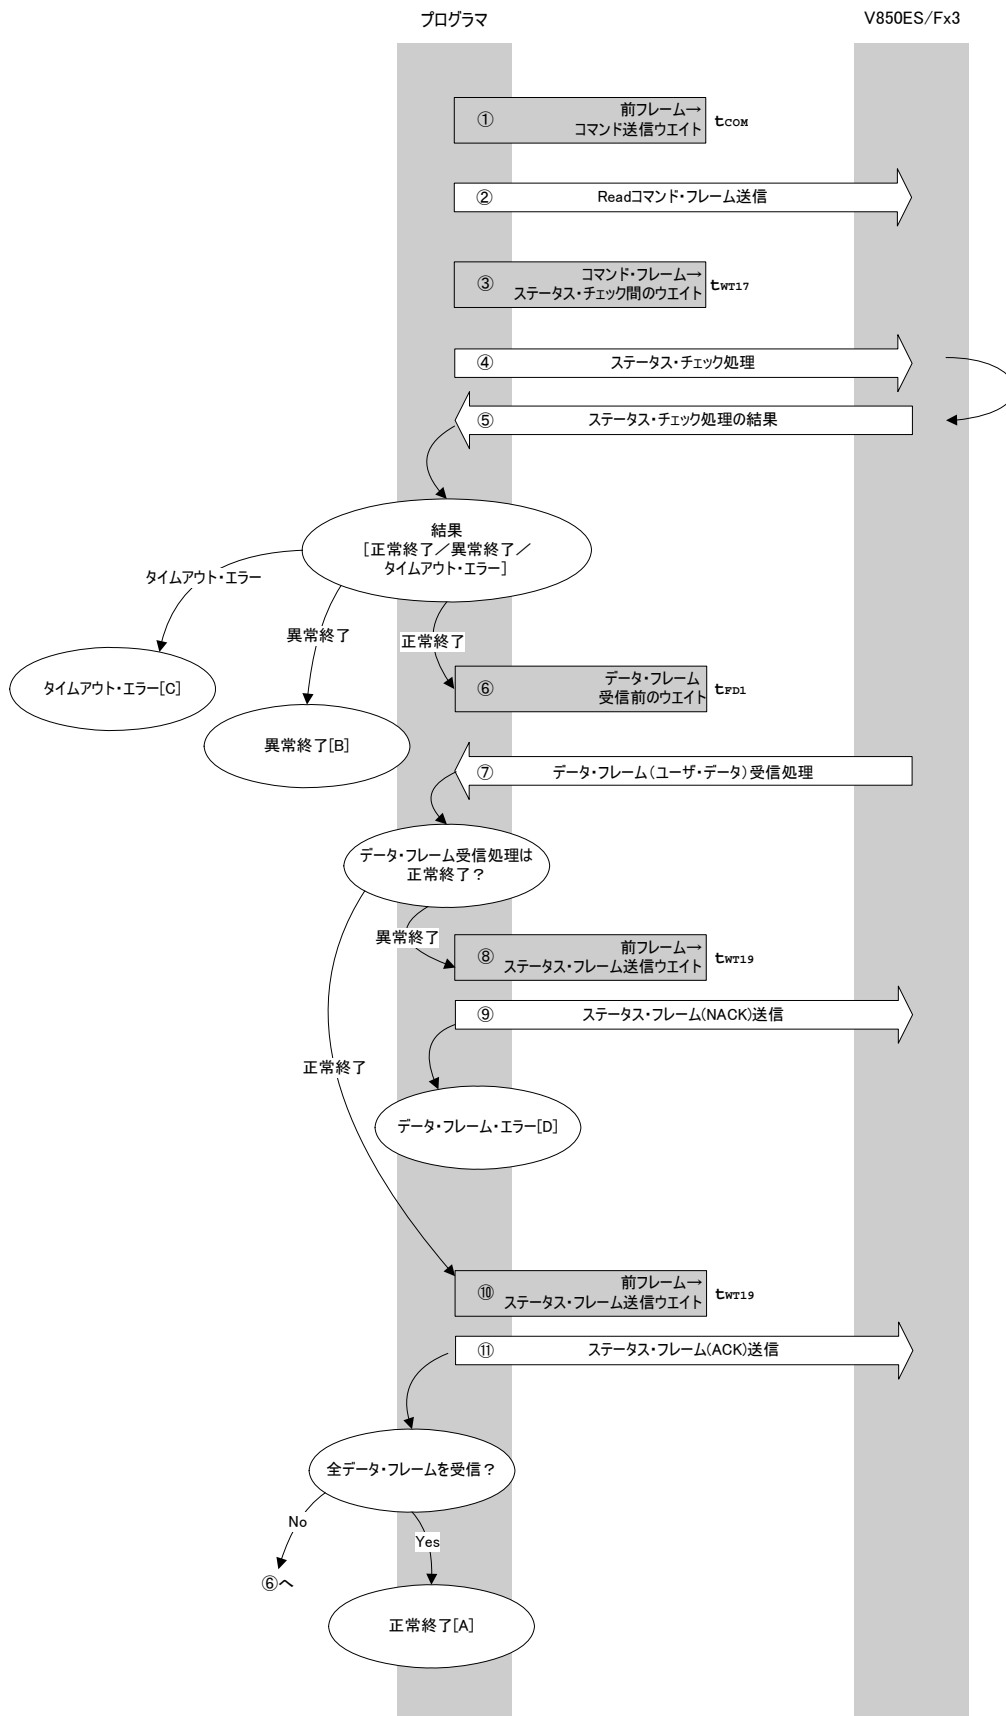 プログラマ
V850ES/Fx3
① 前フレーム→
コマンド送信ウエイト
tCOM
② Readコマンド・フレーム送信
③ コマンド・フレーム→
ステータス・チェック間のウエイト
tWT17
④ ステータス・チェック処理
⑤ ステータス・チェック処理の結果
結果
[正常終了／異常終了／
タイムアウト・エラー]
タイムアウト・エラー
異常終了
正常終了
タイムアウト・エラー[C]
異常終了[B]
⑥ データ・フレーム
受信前のウエイト
tFD1
⑦ データ・フレーム（ユーザ・データ）受信処理
データ・フレーム受信処理は
正常終了？
異常終了
⑧ 前フレーム→
ステータス・フレーム送信ウエイト
tWT19
⑨ ステータス・フレーム(NACK)送信
正常終了
データ・フレーム・エラー[D]
⑩ 前フレーム→
ステータス・フレーム送信ウエイト
tWT19
⑪ ステータス・フレーム(ACK)送信
全データ・フレームを受信？
No
Yes
⑥へ
正常終了[A]